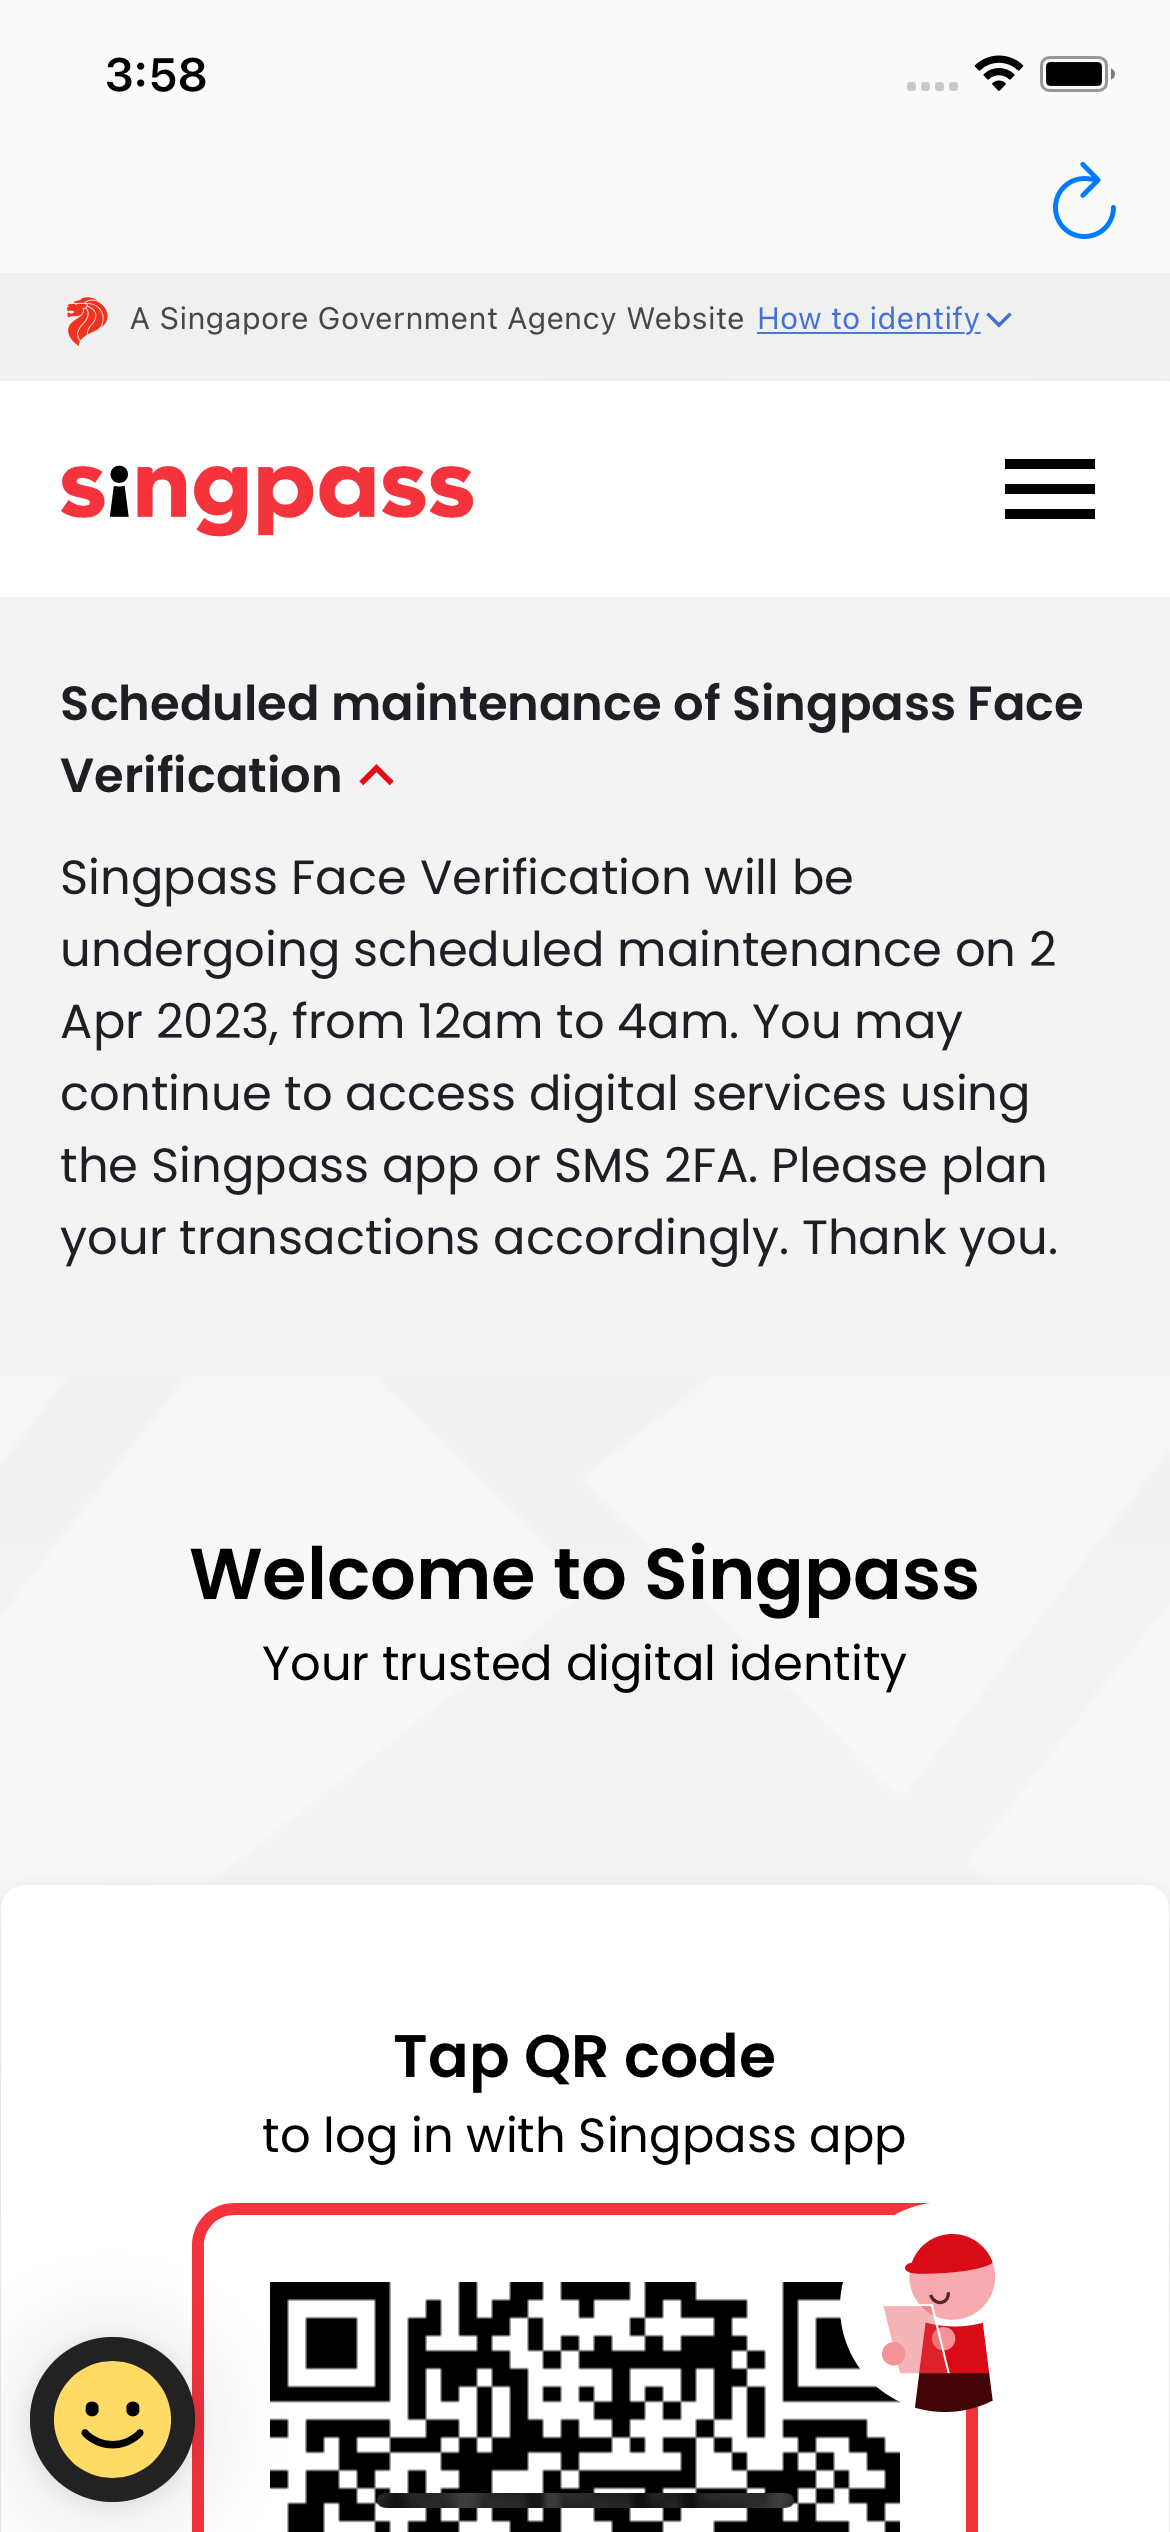 3:58
A Singapore Government Agency Website How to identify
singpass
Scheduled maintenance of Singpass Face
Verification
Singpass Face Verification will be
undergoing scheduled maintenance on 2
Apr 2023, from 12am to 4am. You may
continue to access digital services using
the Singpass app or SMS 2FA. Please plan
your transactions accordingly. Thank you.
Welcome to Singpass
Your trusted digital identity
Tap QR code
to log in with Singpass app